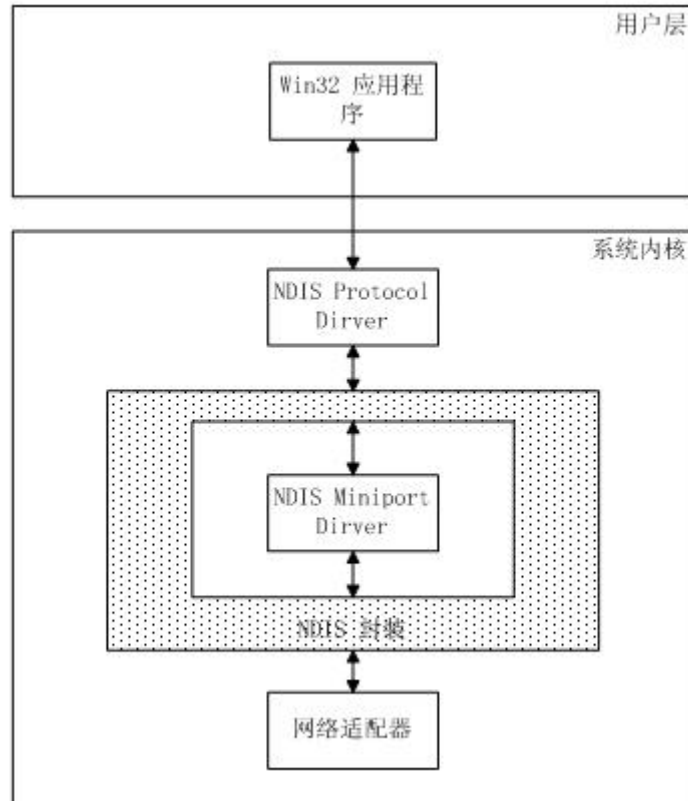 用户层
Win32 应用程
序
系统内核
NDIS Protocol
Dirver
NDIS Miniport
Dirver
NDIS 封装
网络适配器